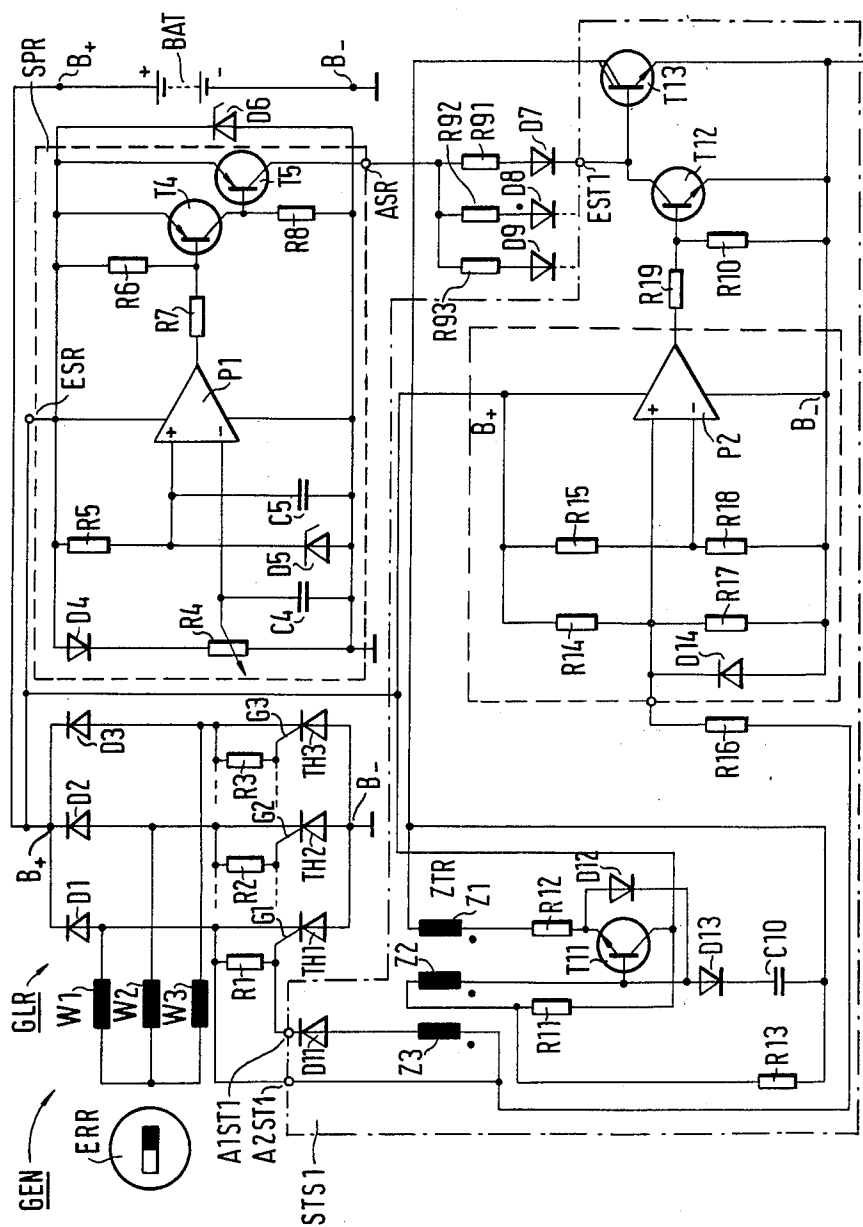 GEN
ERR
GLR
W1
W2
W3
B+
D1
D2
D3
R1
R2
R3
G1
G2
G3
TH1
TH2
TH3
B-
SPR
ESR
D4
R4
C4
R5
D5
C5
+
-
P1
R6
R7
T4
R8
T5
D6
ASR
B+
+
BAT
-
B-
R93
R92
R91
D9
D8
D7
EST1
STS1
A1ST1
A2ST1
D11
Z3
Z2
Z1
ZTR
R11
R12
T11
D12
D13
C10
R13
R16
D14
R14
R17
R15
R18
B+
+
-
P2
B-
R19
R10
T12
T13